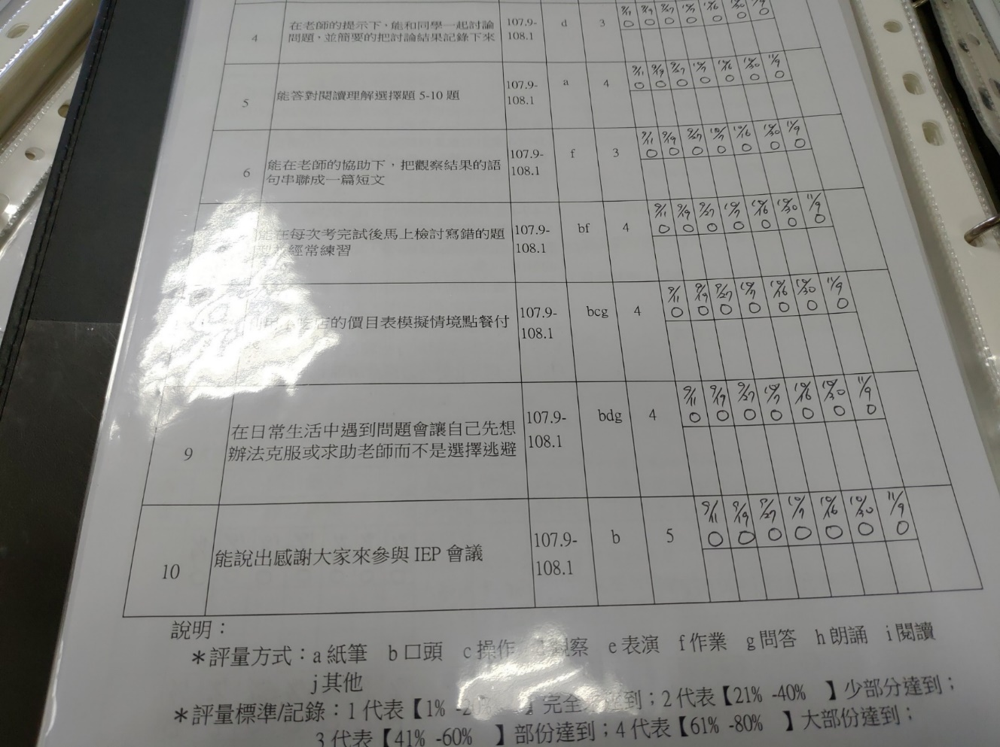 4 在老師的提示下，能和同學一起討論 107.9- d 3 9/11 9/19 9/27 10/7 10/16 10/30 11/9
問題，並簡要的把討論結果記錄下來 108.1 O O O O O O O
5 能答對閱讀理解選擇題 5-10 題 107.9- a 4 9/11 9/19 9/27 10/7 10/16 10/30 11/9
108.1 O O O O O O O
6 能在老師的協助下，把觀察結果的語 107.9- f 3 9/11 9/19 9/27 10/7 10/16 10/30 11/9
句串聯成一篇短文 108.1 O O O O O O O
在每次考完試後馬上檢討寫錯的題 107.9- bf 4 9/11 9/19 9/27 10/7 10/16 10/30 11/9
經常練習 108.1 O O O O O O O
店的價目表模擬情境點餐付 107.9- bcg 4 9/11 9/19 9/27 10/7 10/16 10/30 11/9
108.1 O O O O O O O
9 在日常生活中遇到問題會讓自己先想 107.9- bdg 4 9/11 9/19 9/27 10/7 10/16 10/30 11/9
辦法克服或求助老師而不是選擇逃避 108.1 O O O O O O O
10 能說出感謝大家來參與 IEP 會議 107.9- b 5 9/11 9/19 9/27 10/7 10/16 10/30 11/9
108.1 O O O O O O O
說明：
＊評量方式：a 紙筆 b 口頭 c 操作 d 觀察 e 表演 f 作業 g 問答 h 朗誦 i 閱讀
j 其他
＊評量標準/記錄：1 代表【1% -20% 】完全 達到；2 代表【21% -40% 】少部分達到；
3 代表【41% -60% 】部份達到；4 代表【61% -80% 】大部份達到；